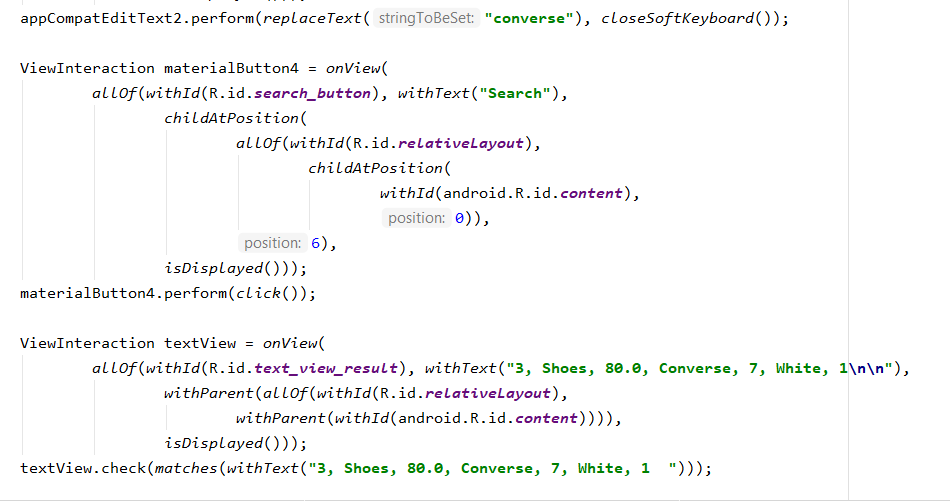 appCompatEditText2.perform(replaceText( stringToBeSet: "converse"), closeSoftKeyboard());
ViewInteraction materialButton4 = onView(
allOf(withId(R.id.search_button), withText("Search"),
childAtPosition(
allOf(withId(R.id.relativeLayout),
childAtPosition(
withId(android.R.id.content),
position: 0)),
position: 6),
isDisplayed()));
materialButton4.perform(click());
ViewInteraction textView = onView(
allOf(withId(R.id.text_view_result), withText("3, Shoes, 80.0, Converse, 7, White, 1\n\n"),
withParent(allOf(withId(R.id.relativeLayout),
withParent(withId(android.R.id.content)))),
isDisplayed()));
textView.check(matches(withText("3, Shoes, 80.0, Converse, 7, White, 1  ")));